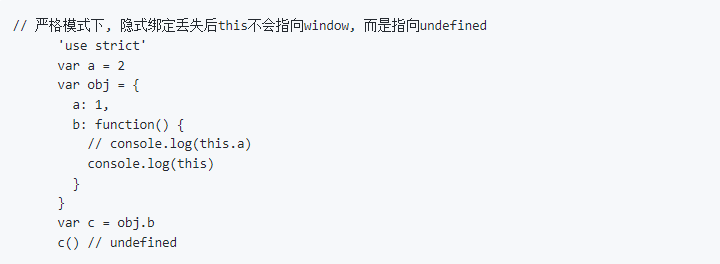 // 严格模式下, 隐式绑定丢失后this不会指向window, 而是指向undefined
'use strict'
var a = 2
var obj = {
a: 1,
b: function() {
// console.log(this.a)
console.log(this)
}
}
var c = obj.b
c() // undefined